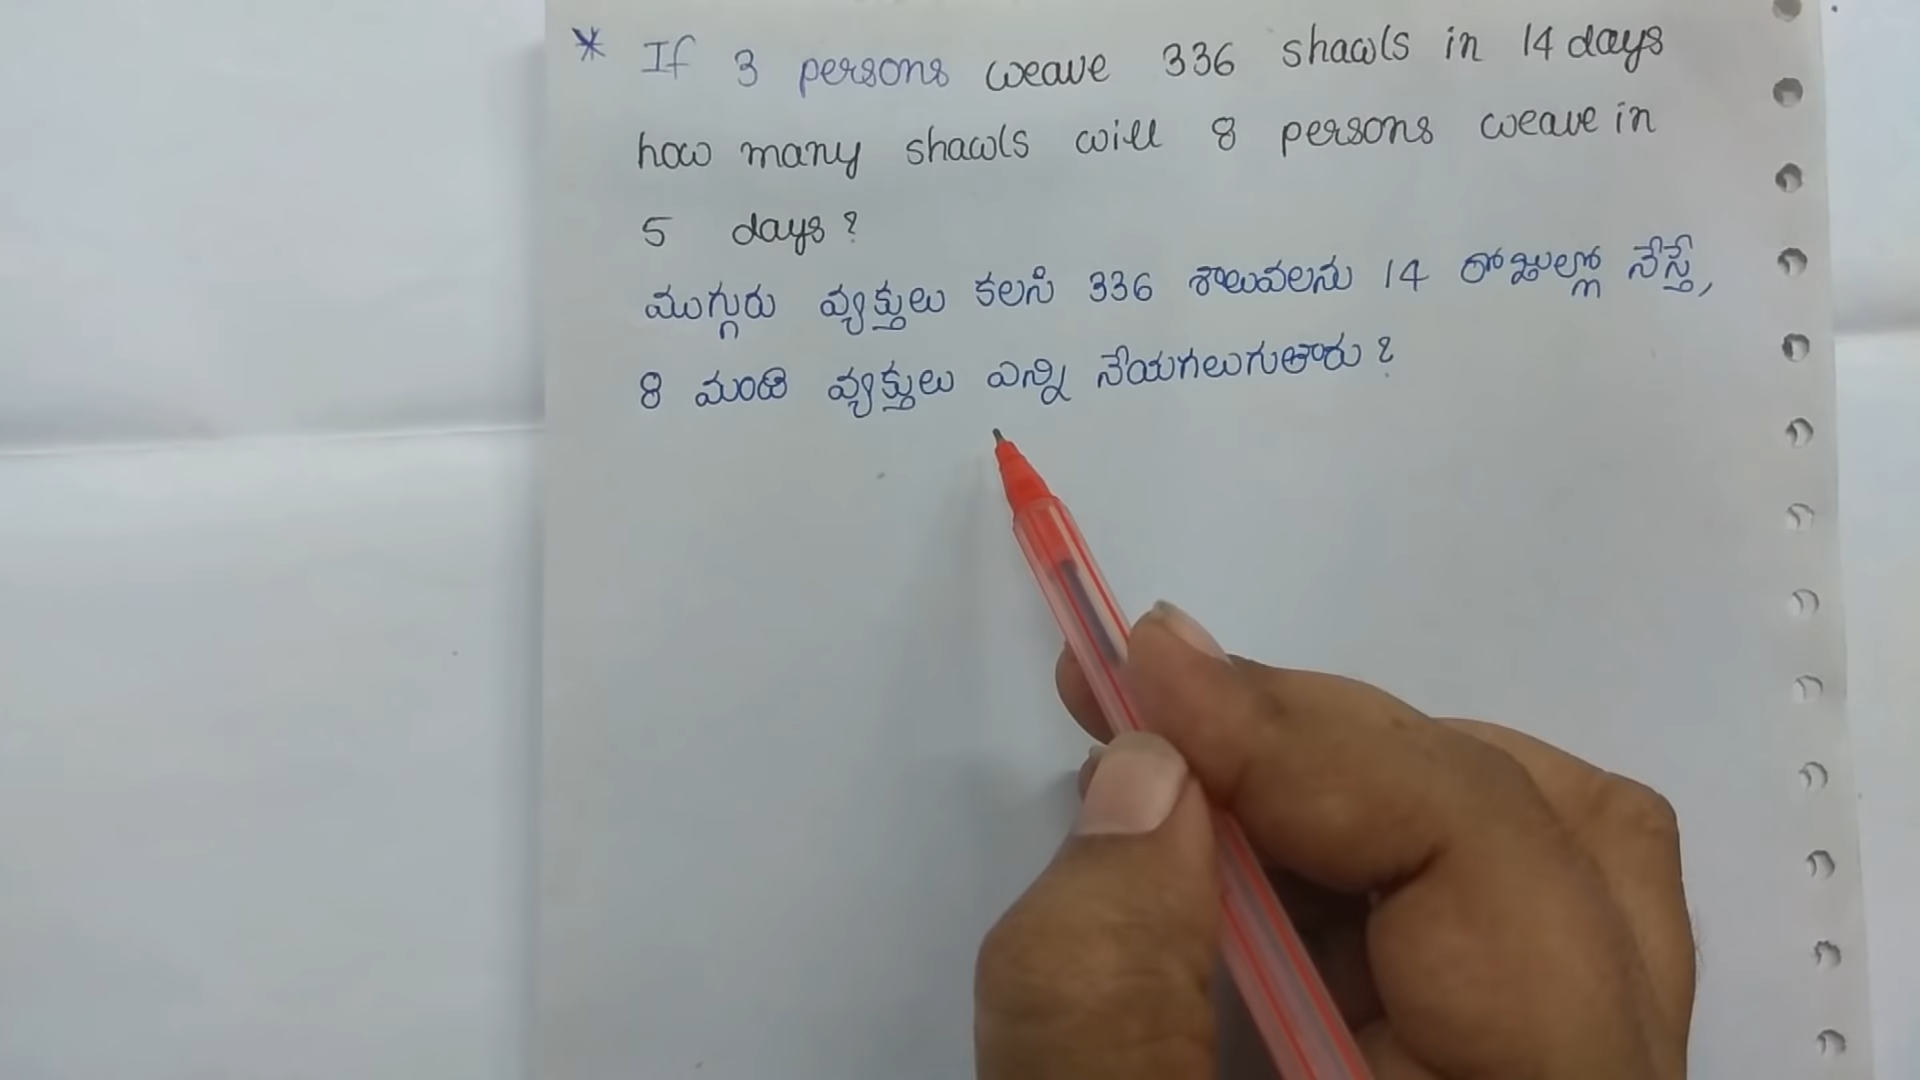 * If 3 persons weave 336 shawls in 14 days
how many shawls will 8 persons weave in
5 days?
ముగ్గురు వ్యక్తులు కలసి 336 శాలువలను 14 రోజుల్లో నేస్తే,
8 మంది వ్యక్తులు ఎన్ని నేయగలుగుతారు?